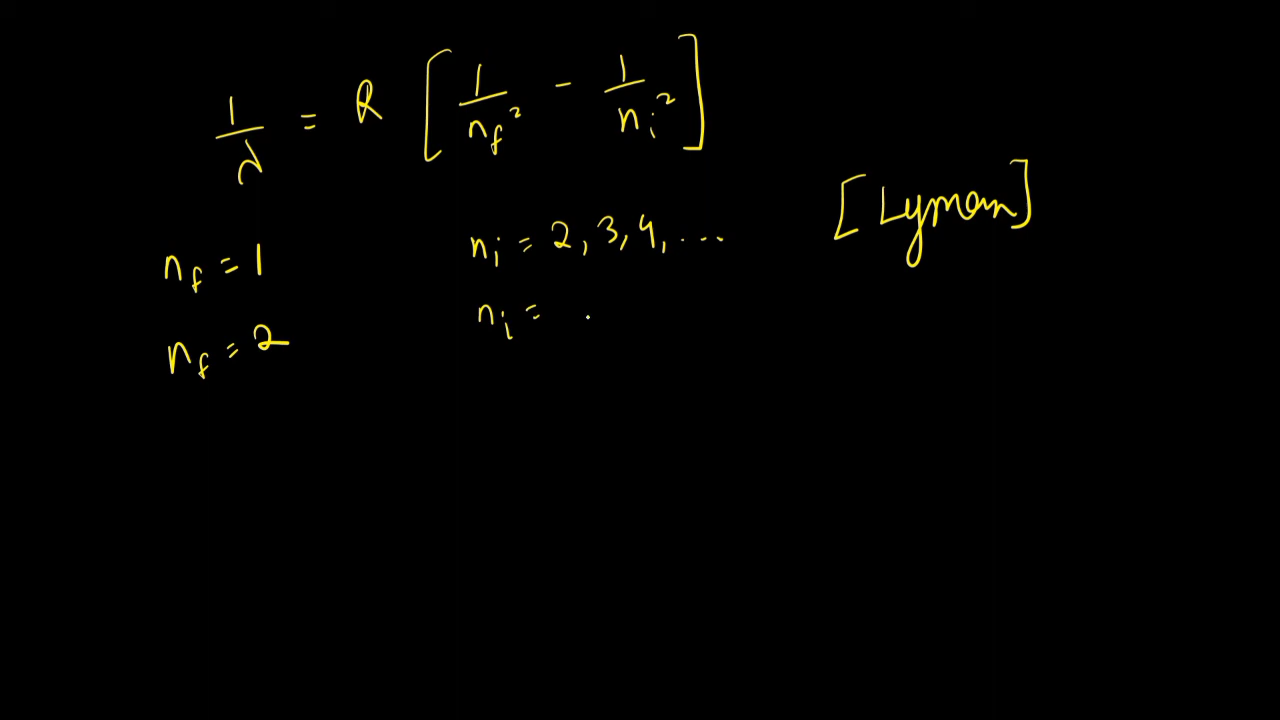 1/λ = R [ 1/n_f² - 1/n_i² ]
n_f = 1 n_i = 2, 3, 4, ... [Lyman]
n_f = 2 n_i = .